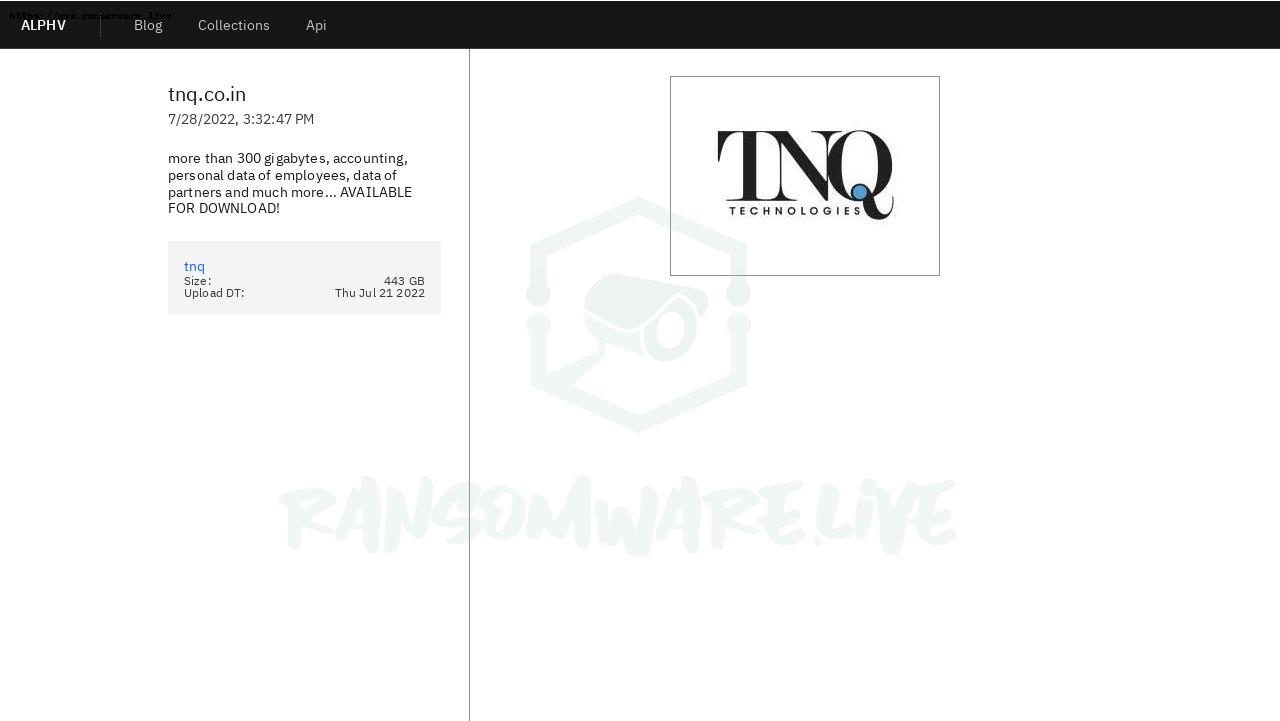 https://www.ransomware.live
ALPHV
Blog
Collections
Api
tnq.co.in
7/28/2022, 3:32:47 PM
more than 300 gigabytes, accounting,
personal data of employees, data of
partners and much more... AVAILABLE
FOR DOWNLOAD!
tnq
Size: 443 GB
Upload DT: Thu Jul 21 2022
TNQ
TECHNOLOGIES
RANSOMWARE.LIVE